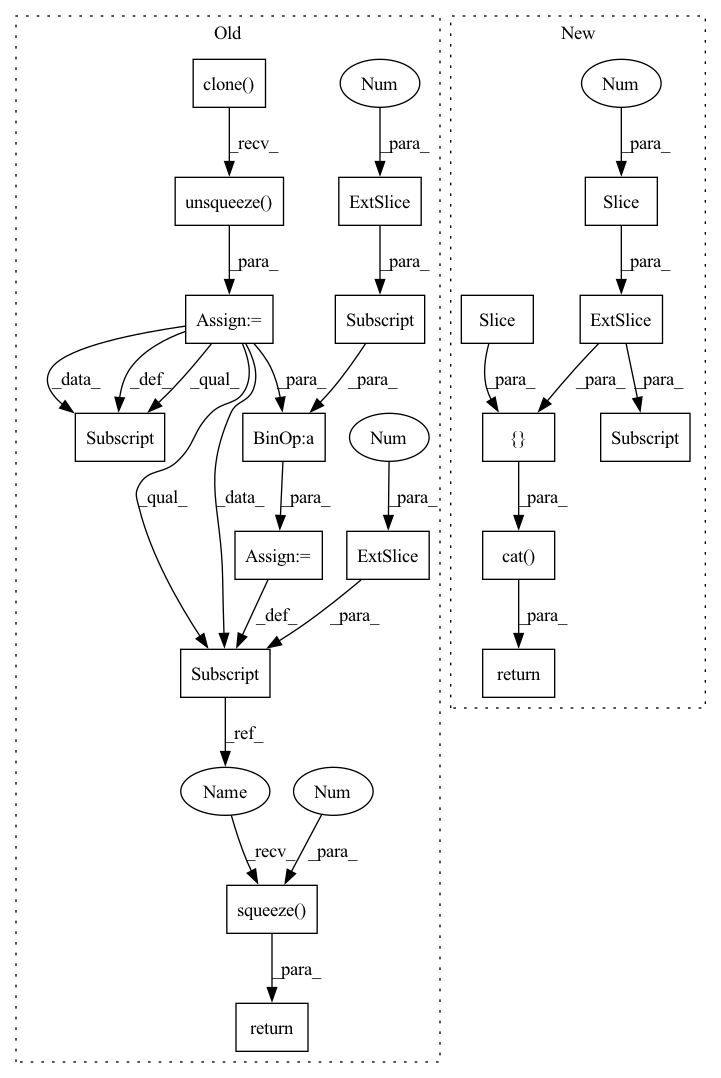 Old
New
clone()
Num
Num
_recv_
_para_
_para_
unsqueeze()
ExtSlice
Slice
_para_
_para_
_para_
Assign:=
Subscript
Slice
ExtSlice
_data_
_def_
_qual_
_para_
_para_
_para_
_para_
_para_
Subscript
BinOp:a
Num
{}
Subscript
_qual_
_data_
_para_
_para_
_para_
Assign:=
ExtSlice
cat()
_def_
_para_
_para_
Subscript
return
_ref_
Name
Num
_recv_
_para_
squeeze()
_para_
return